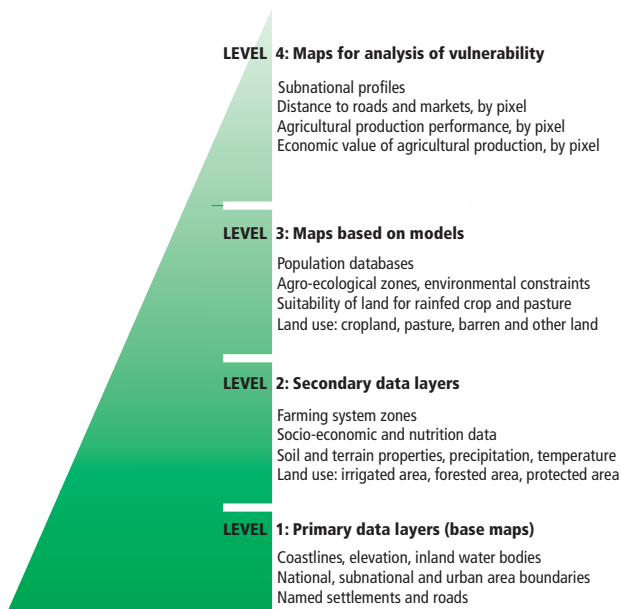 LEVEL 4: Maps for analysis of vulnerability
Subnational profiles
Distance to roads and markets, by pixel
Agricultural production performance, by pixel
Economic value of agricultural production, by pixel
LEVEL 3: Maps based on models
Population databases
Agro-ecological zones, environmental constraints
Suitability of land for rainfed crop and pasture
Land use: cropland, pasture, barren and other land
LEVEL 2: Secondary data layers
Farming system zones
Socio-economic and nutrition data
Soil and terrain properties, precipitation, temperature
Land use: irrigated area, forested area, protected area
LEVEL 1: Primary data layers (base maps)
Coastlines, elevation, inland water bodies
National, subnational and urban area boundaries
Named settlements and roads